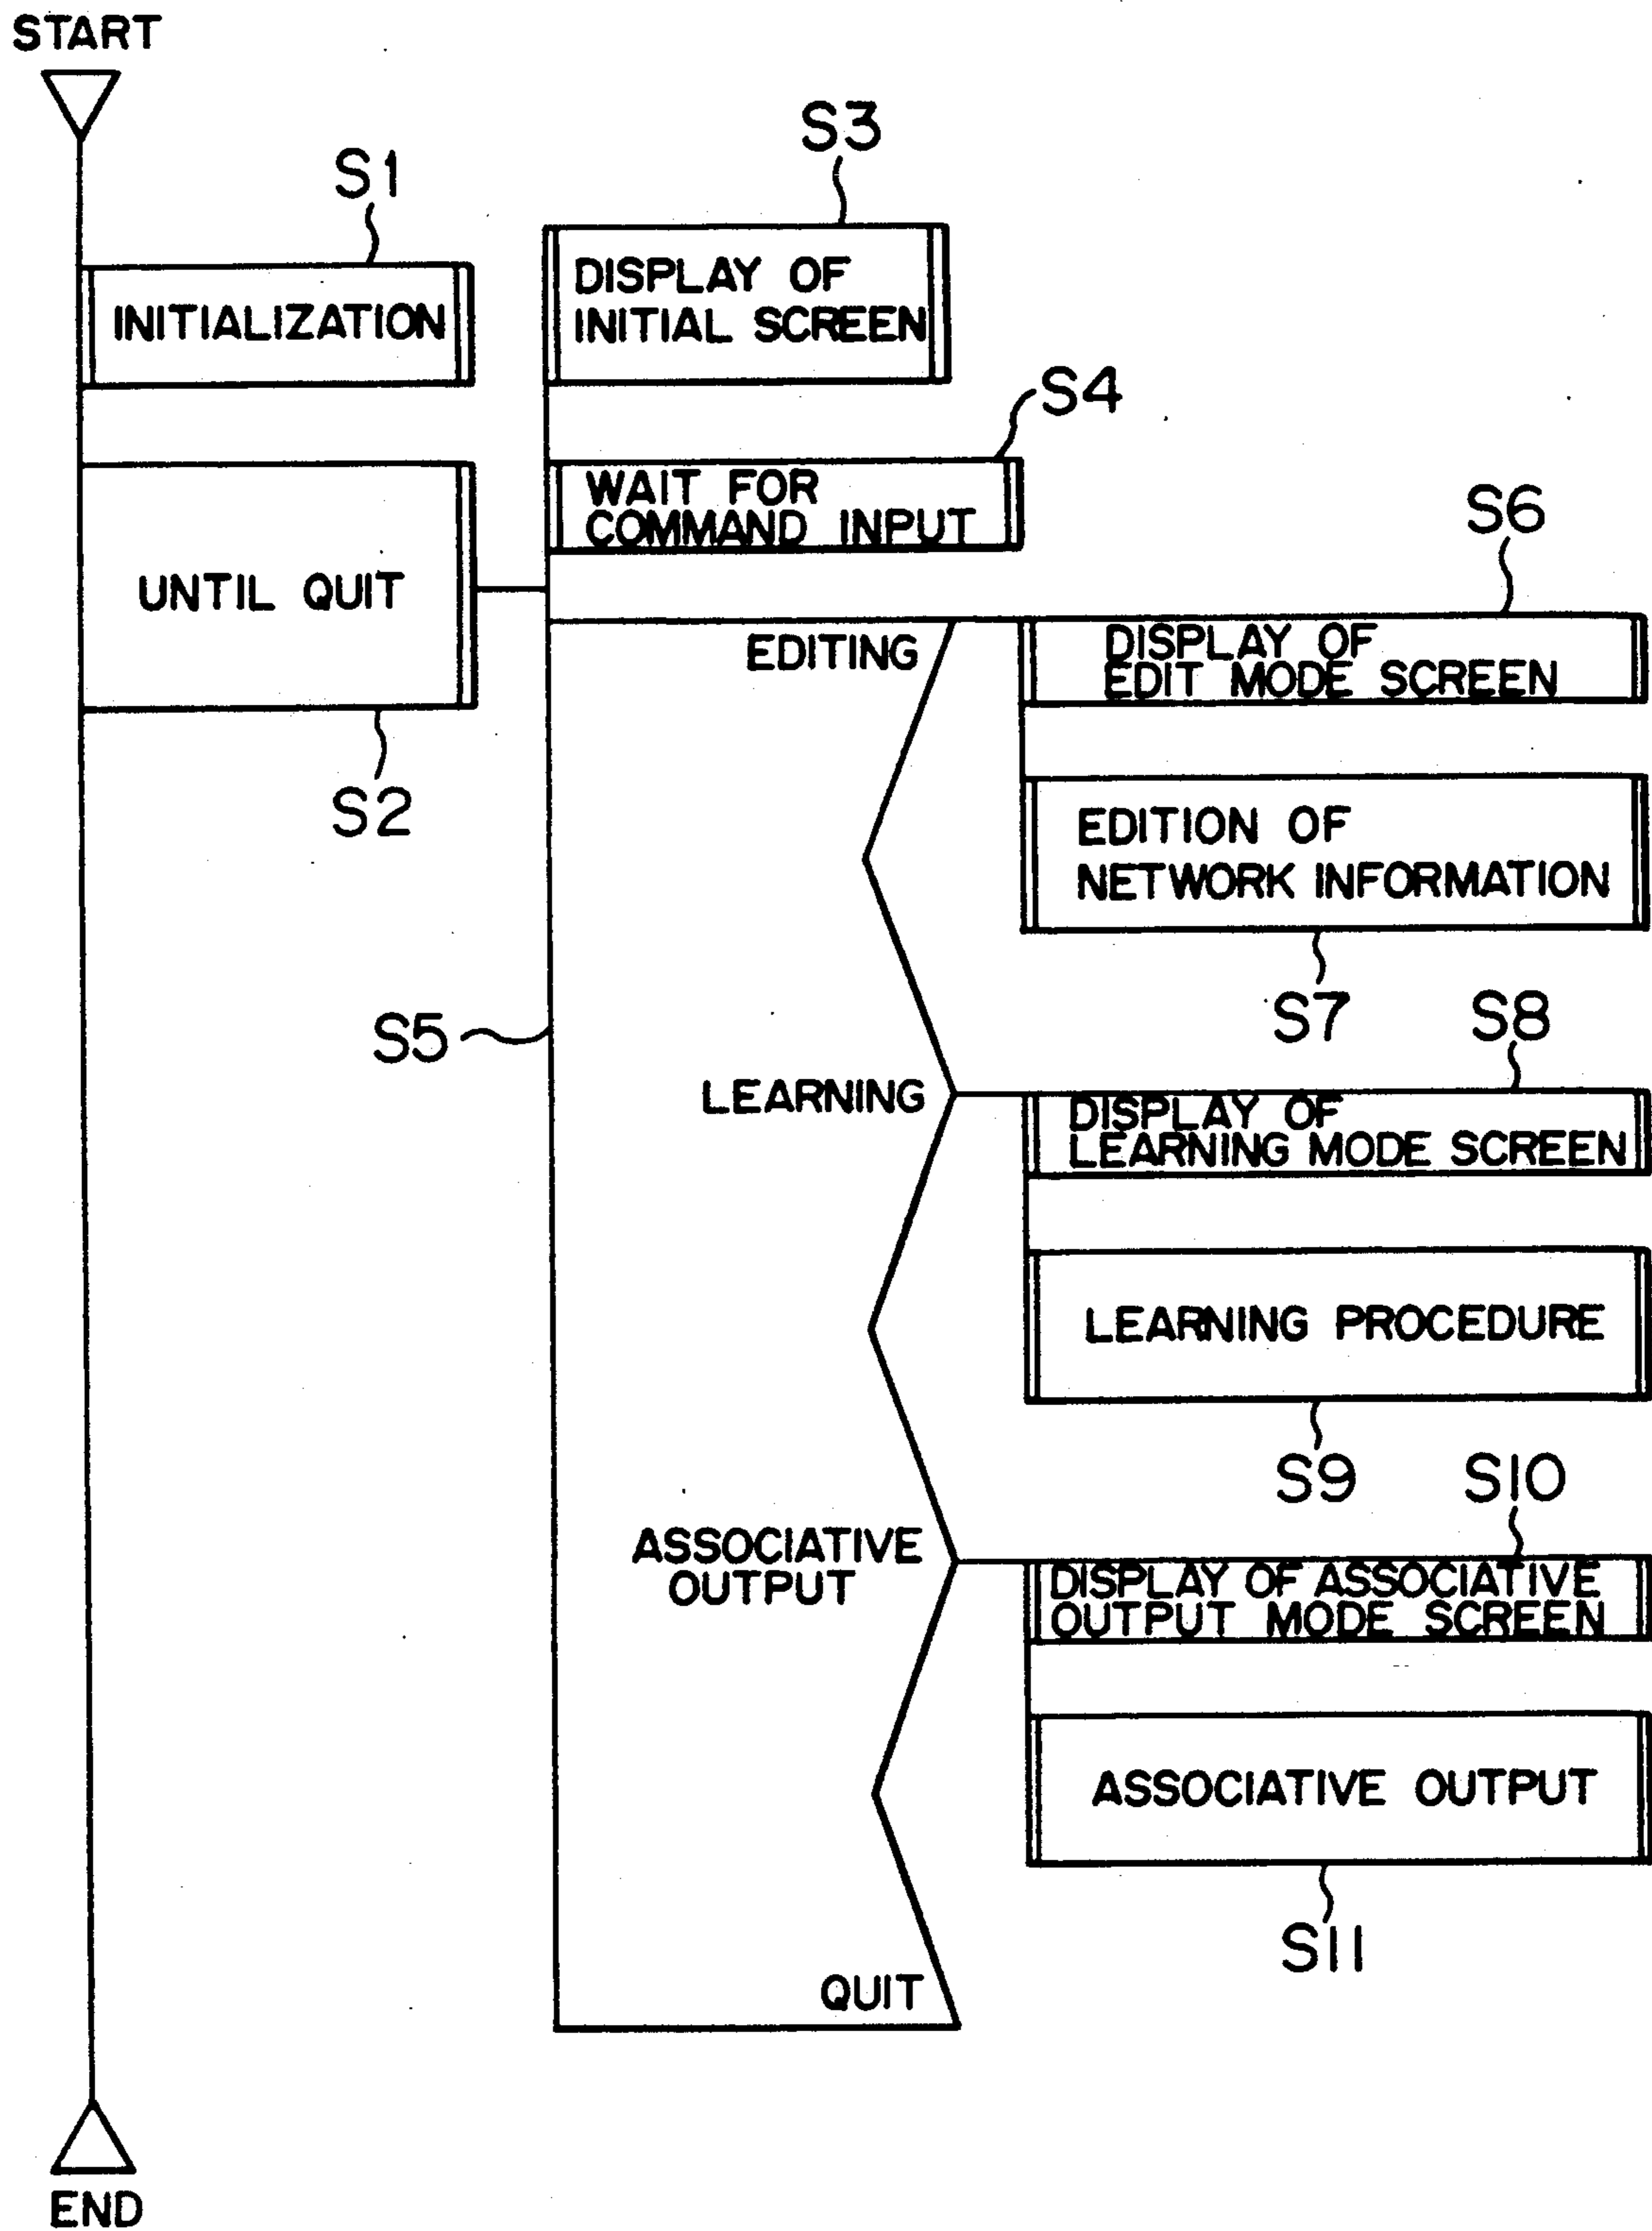 START
S1
INITIALIZATION
UNTIL QUIT
S2
S3
DISPLAY OF
INITIAL SCREEN
S4
WAIT FOR
COMMAND INPUT
S5
EDITING
S6
DISPLAY OF
EDIT MODE SCREEN
EDITION OF
NETWORK INFORMATION
S7
LEARNING
S8
DISPLAY OF
LEARNING MODE SCREEN
LEARNING PROCEDURE
S9
ASSOCIATIVE
OUTPUT
S10
DISPLAY OF ASSOCIATIVE
OUTPUT MODE SCREEN
ASSOCIATIVE OUTPUT
S11
QUIT
END